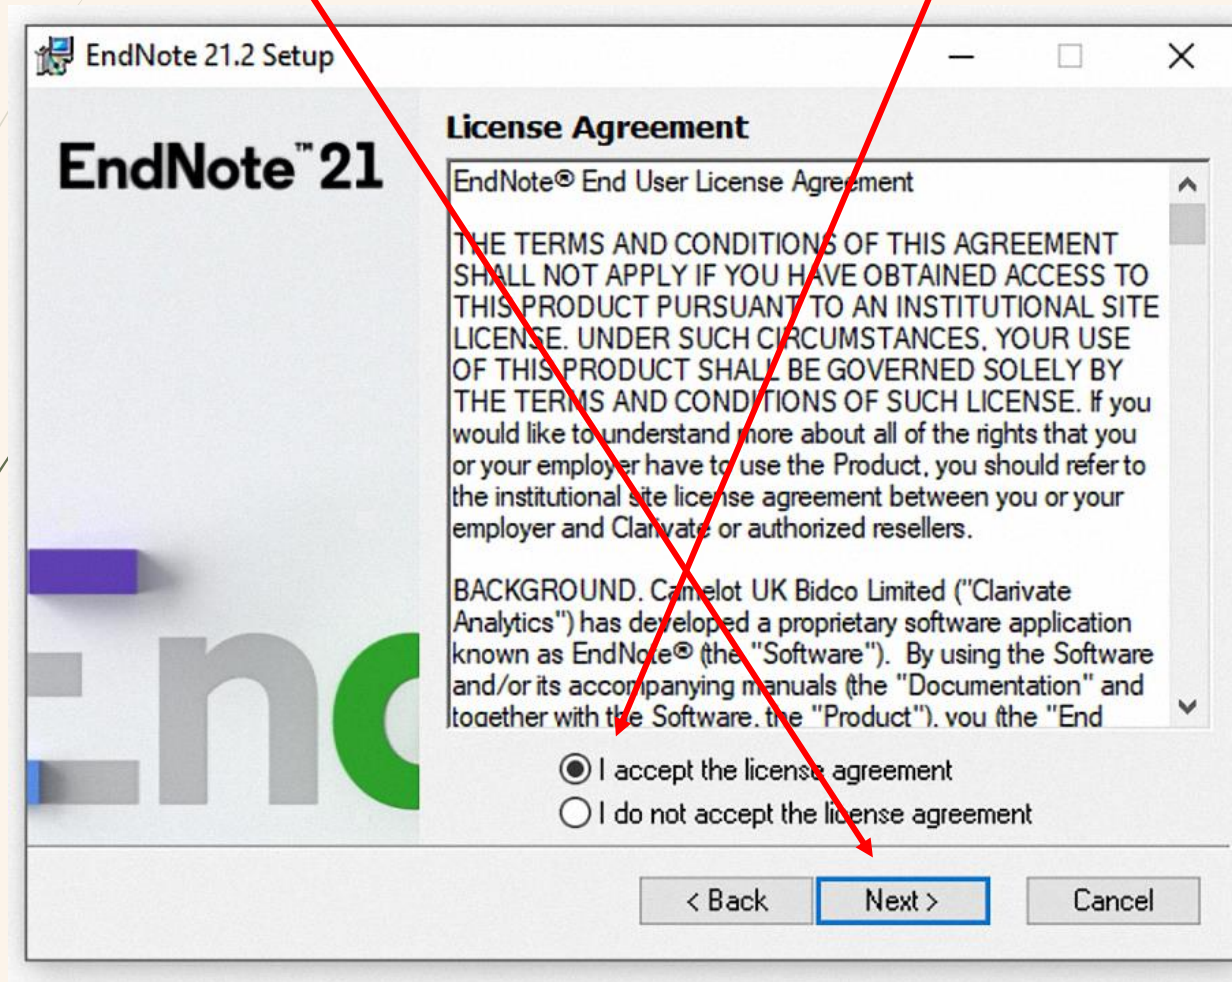 EndNote 21.2 Setup
EndNote™ 21
License Agreement
EndNote® End User License Agreement
THE TERMS AND CONDITIONS OF THIS AGREEMENT
SHALL NOT APPLY IF YOU HAVE OBTAINED ACCESS TO
THIS PRODUCT PURSUANT TO AN INSTITUTIONAL SITE
LICENSE. UNDER SUCH CIRCUMSTANCES, YOUR USE
OF THIS PRODUCT SHALL BE GOVERNED SOLELY BY
THE TERMS AND CONDITIONS OF SUCH LICENSE. If you
would like to understand more about all of the rights that you
or your employer have to use the Product, you should refer to
the institutional site license agreement between you or your
employer and Clarivate or authorized resellers.
BACKGROUND. Camelot UK Bidco Limited ("Clarivate
Analytics") has developed a proprietary software application
known as EndNote® (the "Software"). By using the Software
and/or its accompanying manuals (the "Documentation" and
together with the Software, the "Product"), you (the "End
I accept the license agreement
I do not accept the license agreement
< Back
Next >
Cancel